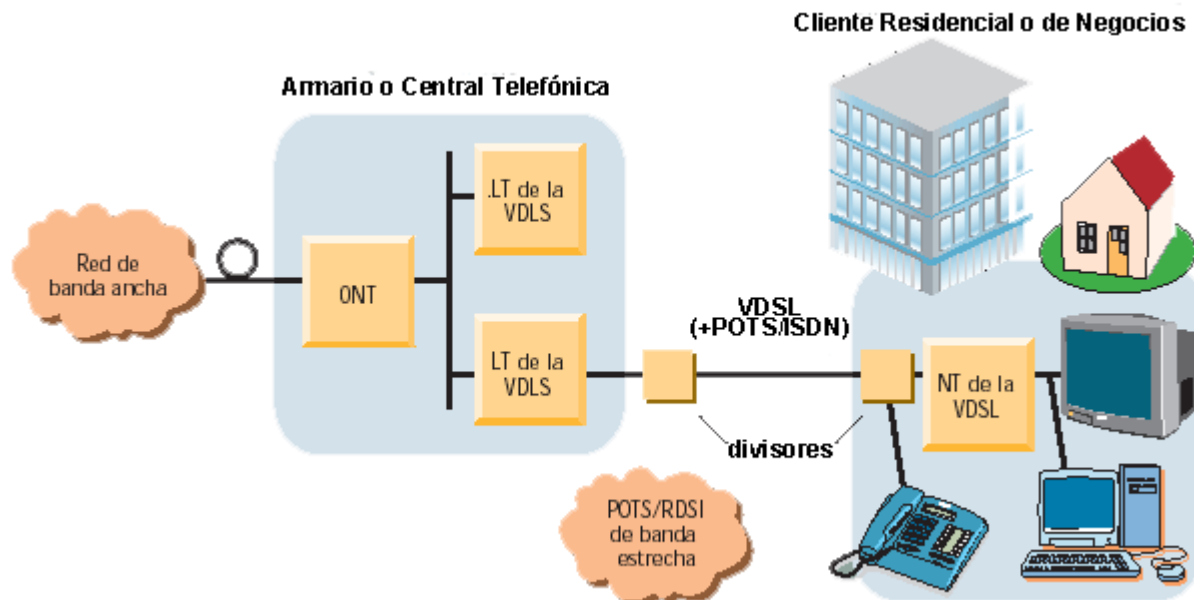 Cliente Residencial o de Negocios
Armario o Central Telefónica
.LT de la
VDLS
Red de
banda ancha
ONT
VDSL
(+POTS/ISDN)
LT de la
VDLS
NT de la
VDSL
divisores
POTS/RDSI
de banda
estrecha